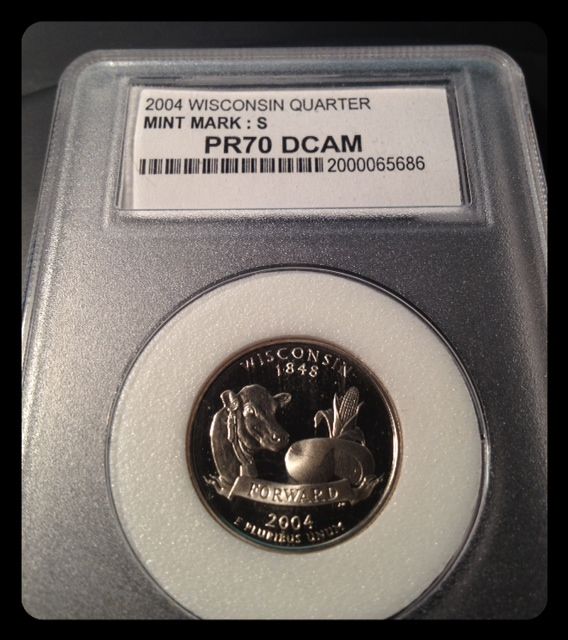 2004 WISCONSIN QUARTER
MINT MARK : S
PR70 DCAM
2000065686
WISCONSIN
1848
FORWARD
2004
E PLURIBUS UNUM